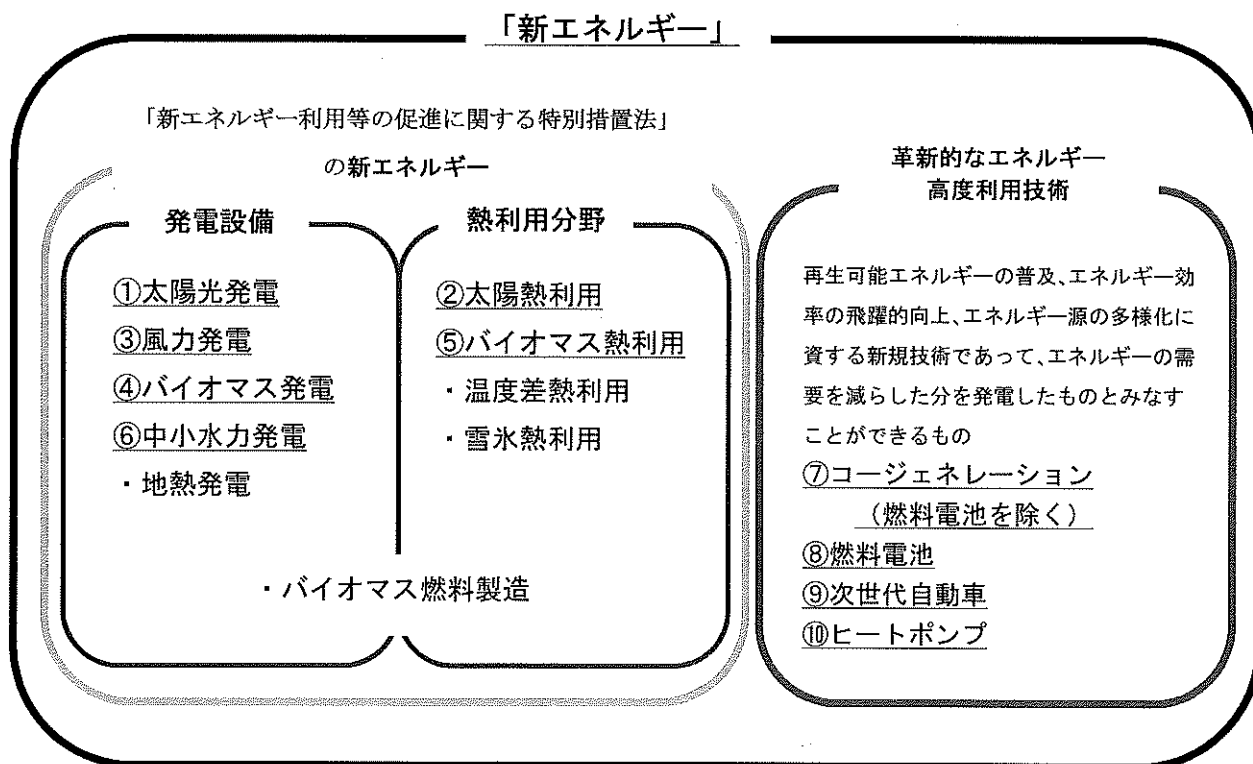 「新エネルギー」
「新エネルギー利用等の促進に関する特別措置法」
の新エネルギー
発電設備
①太陽光発電
③風力発電
④バイオマス発電
⑥中小水力発電
・地熱発電
熱利用分野
②太陽熱利用
⑤バイオマス熱利用
・温度差熱利用
・雪氷熱利用
・バイオマス燃料製造
革新的なエネルギー
高度利用技術
再生可能エネルギーの普及、エネルギー効
率の飛躍的向上、エネルギー源の多様化に
資する新規技術であって、エネルギーの需
要を減らした分を発電したものとみなす
ことができるもの
⑦コージェネレーション
（燃料電池を除く）
⑧燃料電池
⑨次世代自動車
⑩ヒートポンプ